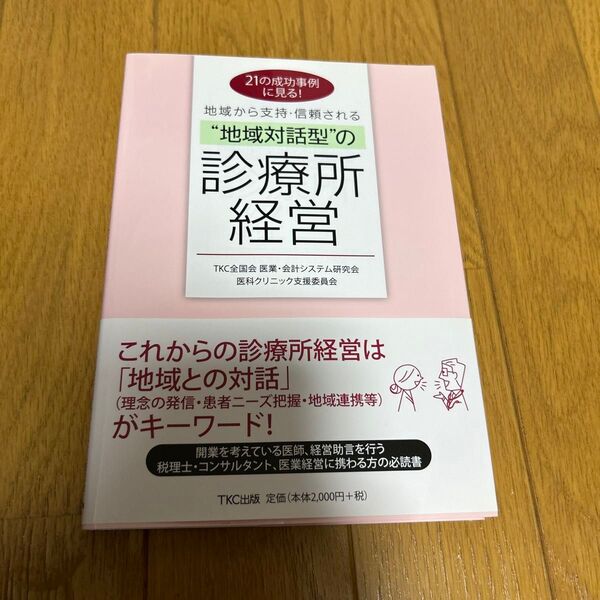 21の成功事例
に見る!
地域から支持・信頼される
“地域対話型”の
診療所
経営
TKC全国会 医業・会計システム研究会
医科クリニック支援委員会
これからの診療所経営は
「地域との対話」
(理念の発信・患者ニーズ把握・地域連携等)
がキーワード!
開業を考えている医師、経営助言を行う
税理士・コンサルタント、医業経営に携わる方の必読書
TKC出版 定価(本体2,000円+税)